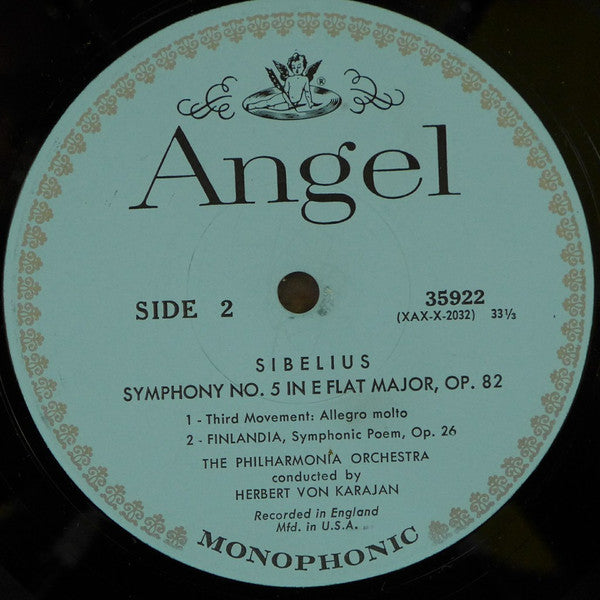 ®
Angel
SIDE 2
35922
(XAX-X-2032) 33⅓
SIBELIUS
SYMPHONY NO. 5 IN E FLAT MAJOR, OP. 82
1 - Third Movement: Allegro molto
2 - FINLANDIA, Symphonic Poem, Op. 26
THE PHILHARMONIA ORCHESTRA
conducted by
HERBERT VON KARAJAN
Recorded in England
Mfd. in U.S.A.
MONOPHONIC